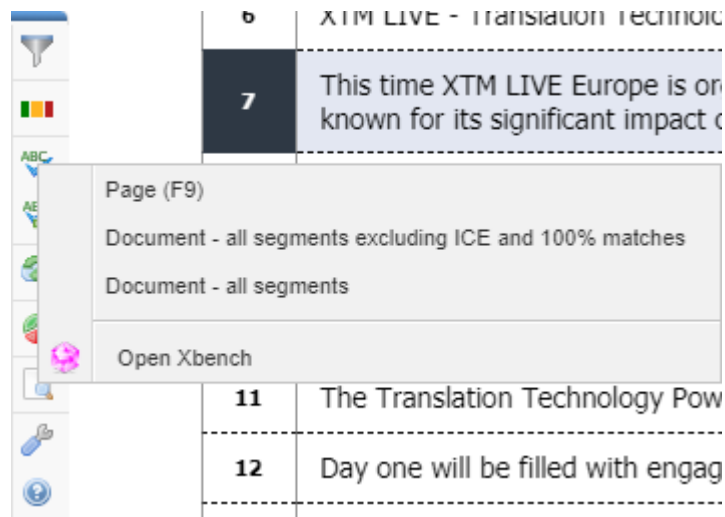 6
XTM LIVE - Translation Technolo
7
This time XTM LIVE Europe is or
known for its significant impact
ABC
Page (F9)
Document - all segments excluding ICE and 100% matches
Document - all segments
Open Xbench
11
The Translation Technology Pow
12
Day one will be filled with engag